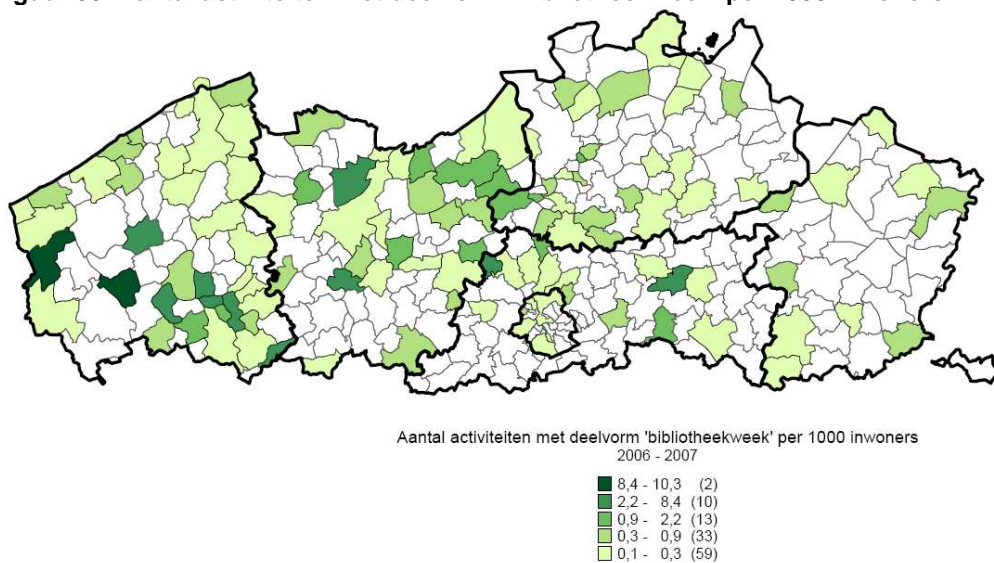 Aantal activiteiten met deelvorm 'bibliotheekweek' per 1000 inwoners
2006 - 2007
8,4 - 10,3 (2)
2,2 - 8,4 (10)
0,9 - 2,2 (13)
0,3 - 0,9 (33)
0,1 - 0,3 (59)